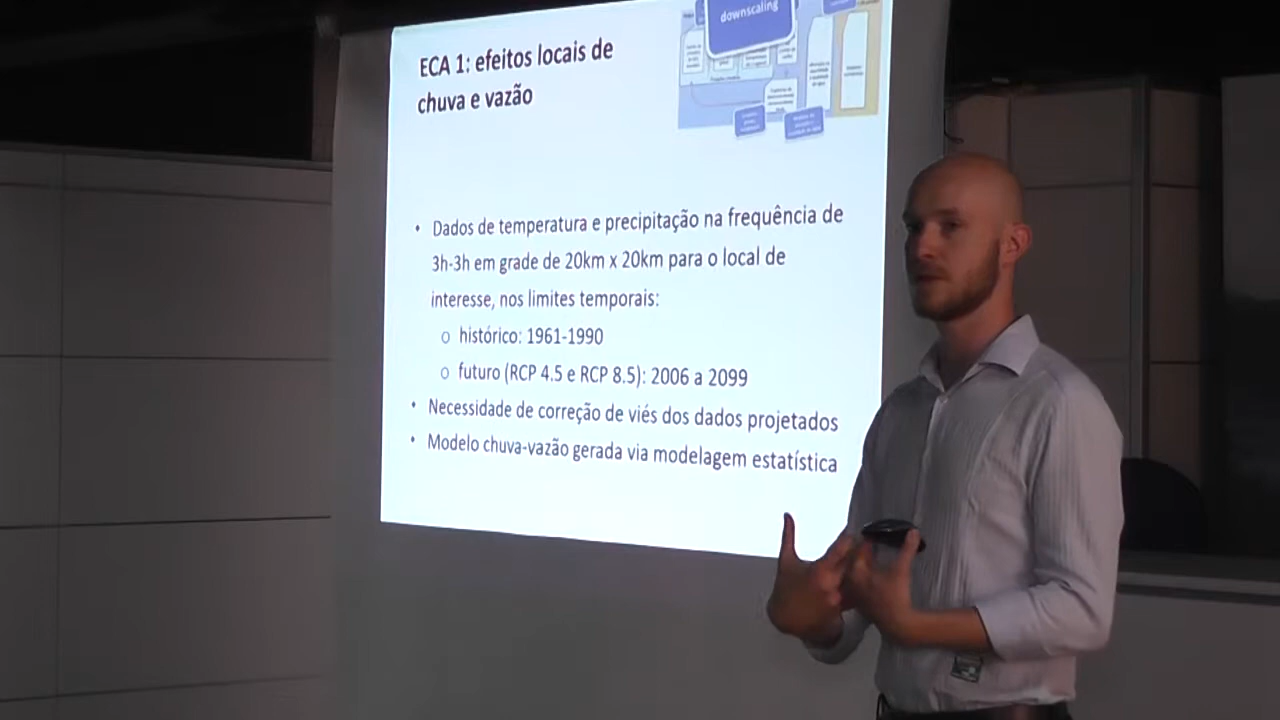 downscaling
ECA 1: efeitos locais de
chuva e vazão
• Dados de temperatura e precipitação na frequência de
3h-3h em grade de 20km x 20km para o local de
interesse, nos limites temporais:
o histórico: 1961-1990
o futuro (RCP 4.5 e RCP 8.5): 2006 a 2099
• Necessidade de correção de viés dos dados projetados
• Modelo chuva-vazão gerada via modelagem estatística